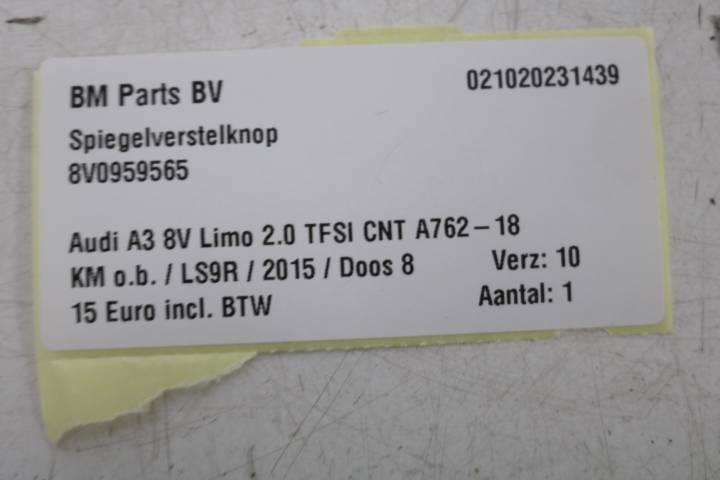 BM Parts BV 021020231439
Spiegelverstelknop
8V0959565
Audi A3 8V Limo 2.0 TFSI CNT A762-18
KM o.b. / LS9R / 2015 / Doos 8 Verz: 10
15 Euro incl. BTW Aantal: 1